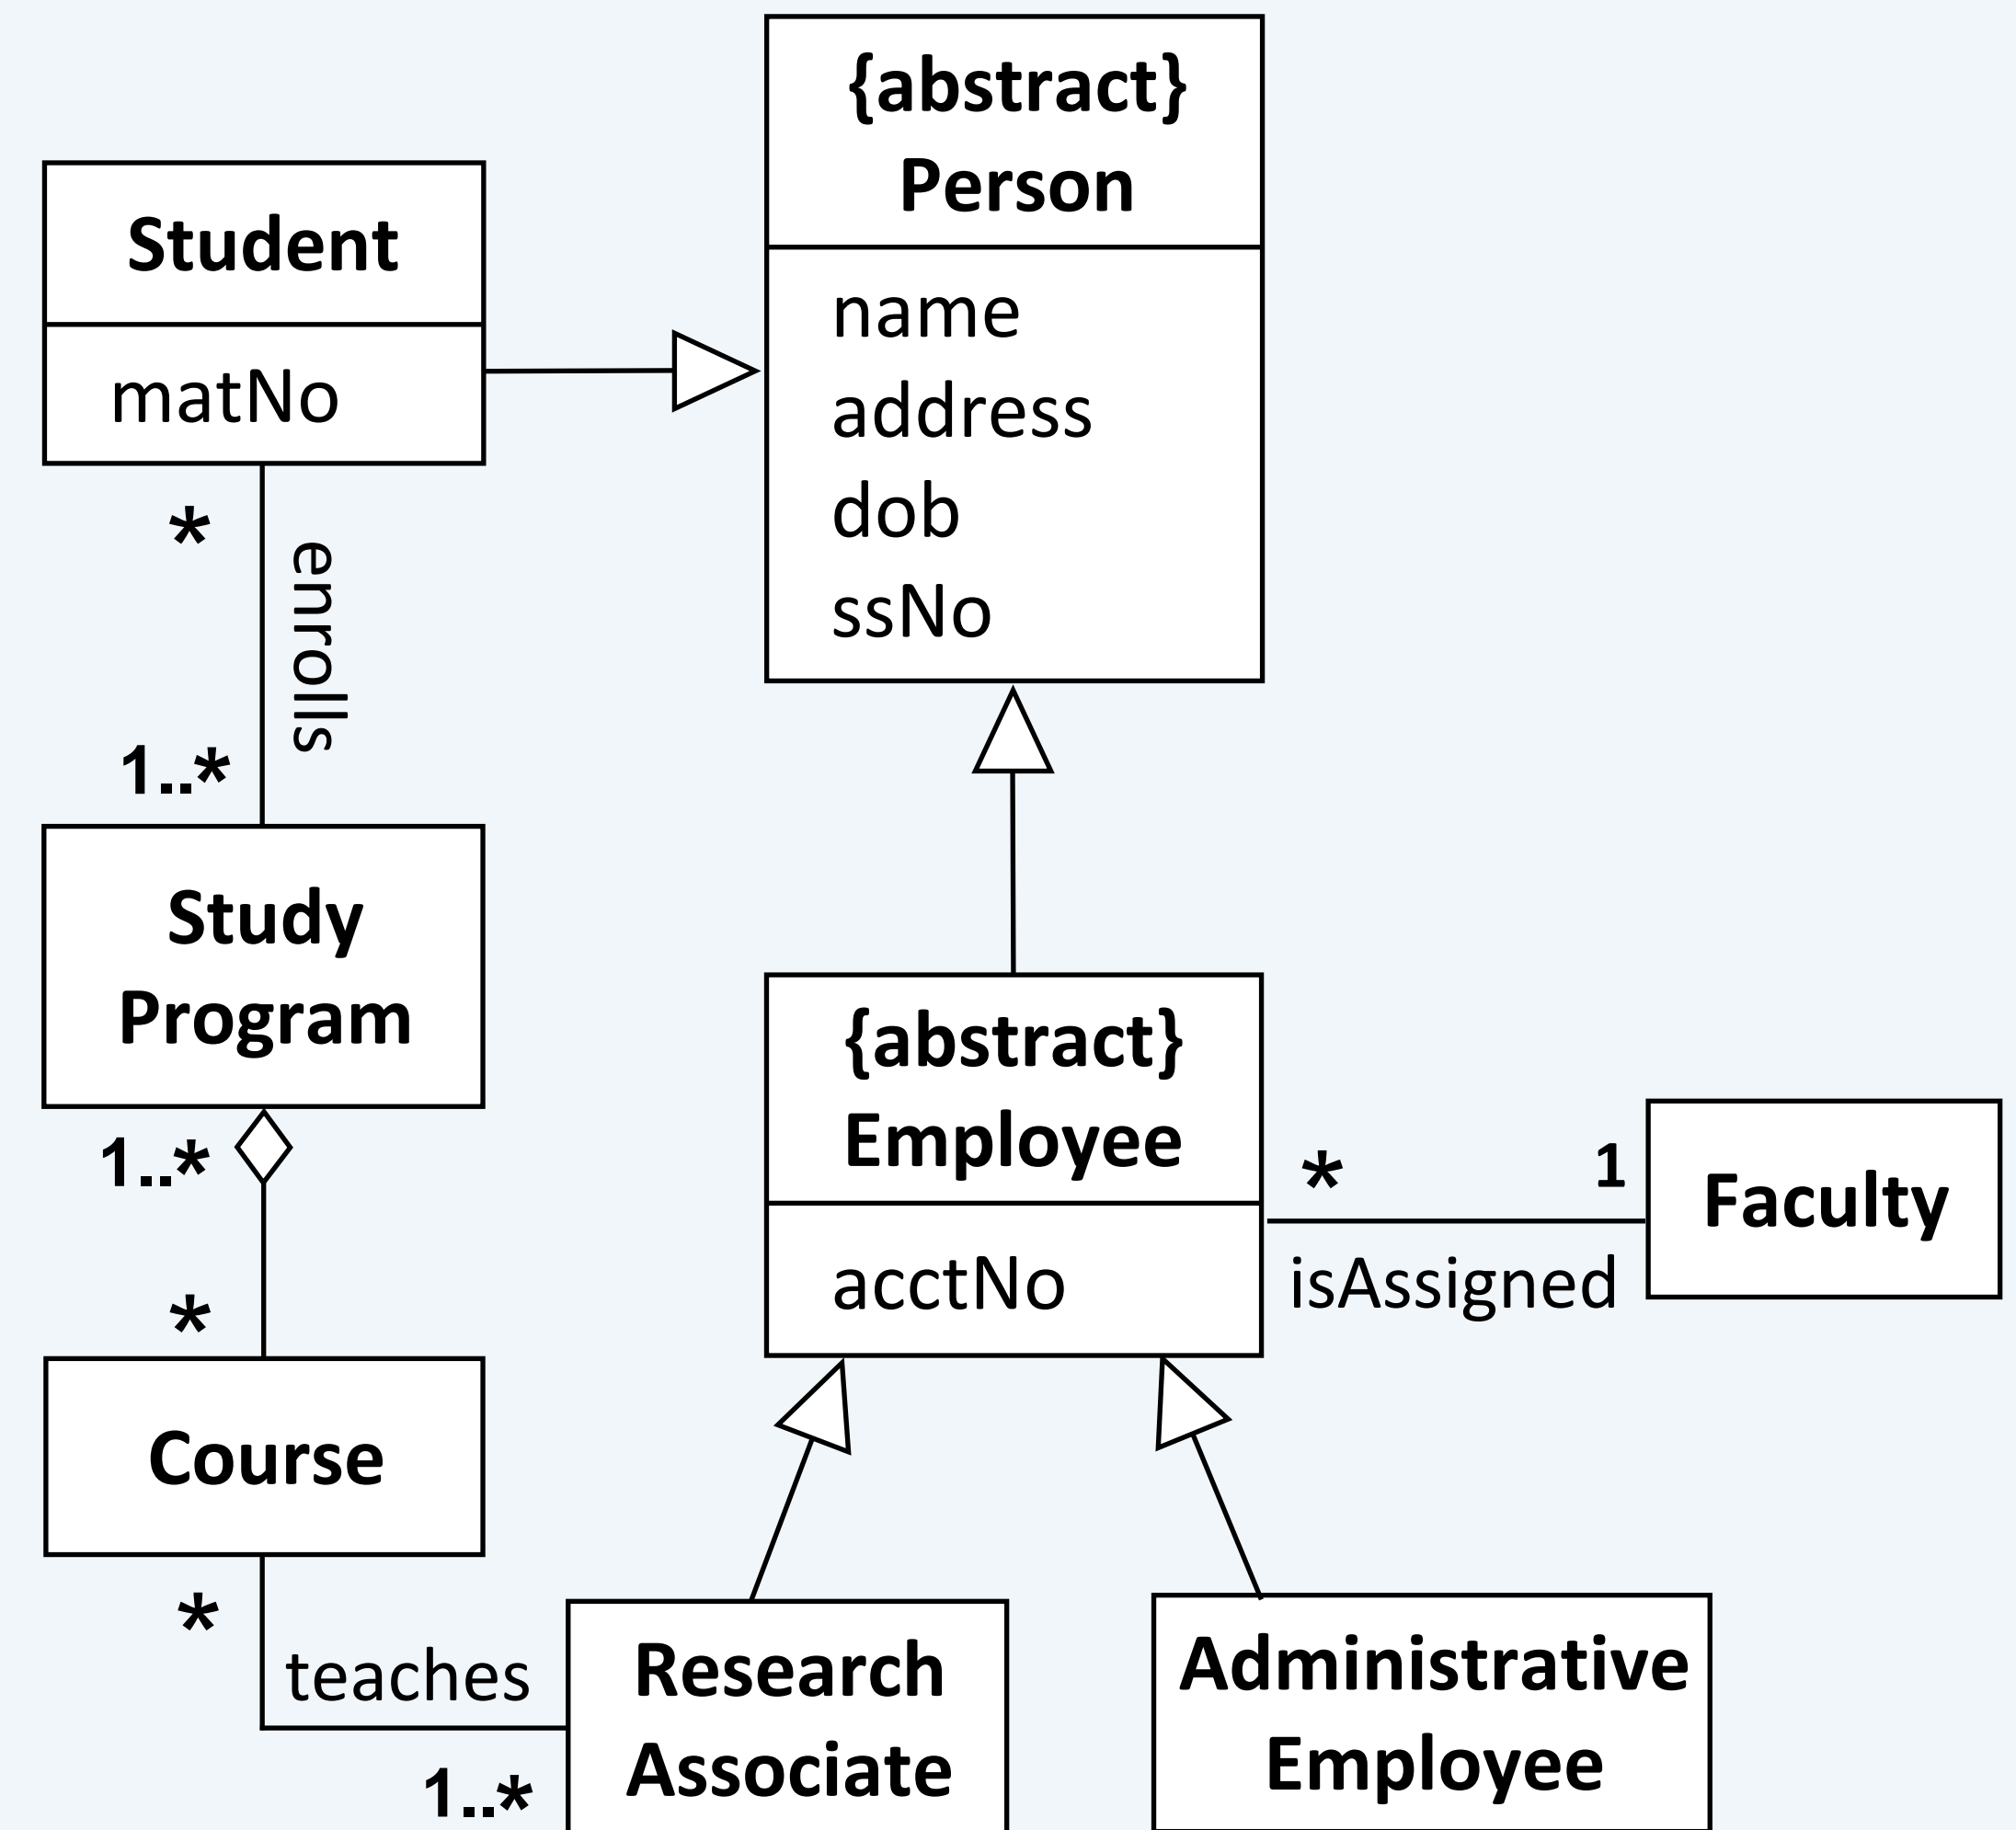 {abstract}
Person
name
address
dob
ssNo
Student
matNo
*
enrolls
1..*
Study
Program
1..*
*
Course
*
teaches
1..*
{abstract}
Employee
acctNo
*
1
isAssigned
Faculty
Research
Associate
Administrative
Employee